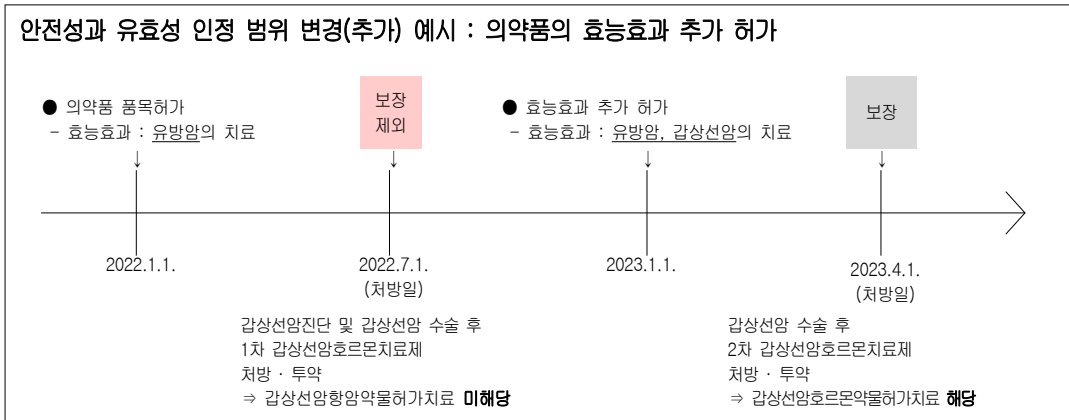 안전성과 유효성 인정 범위 변경(추가) 예시 : 의약품의 효능효과 추가 허가
● 의약품 품목허가
- 효능효과 : 유방암의 치료
↓
보장
제외
↓
● 효능효과 추가 허가
- 효능효과 : 유방암, 갑상선암의 치료
↓
보장
↓
2022.1.1.
2022.7.1.
(처방일)
2023.1.1.
2023.4.1.
(처방일)
갑상선암진단 및 갑상선암 수술 후
1차 갑상선암호르몬치료제
처방 · 투약
⇒ 갑상선암항암약물허가치료 미해당
갑상선암 수술 후
2차 갑상선암호르몬치료제
처방 · 투약
⇒ 갑상선암호르몬약물허가치료 해당